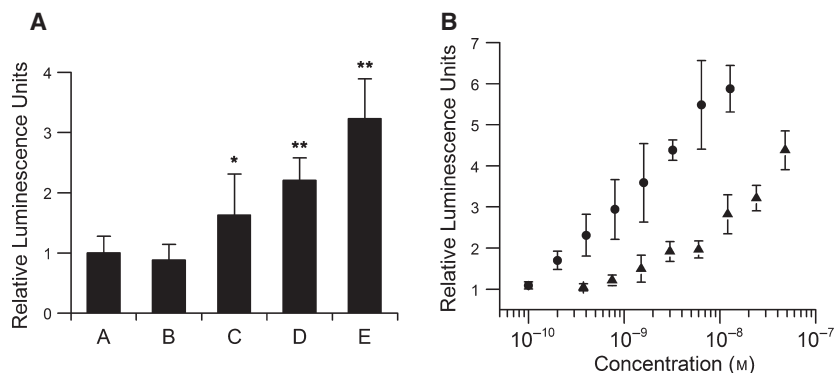 A
Relative Luminescence Units
4
3
2
1
0
*
**
**
A B C D E
B
Relative Luminescence Units
7
6
5
4
3
2
1
10⁻¹⁰ 10⁻⁹ 10⁻⁸ 10⁻⁷
Concentration (M)